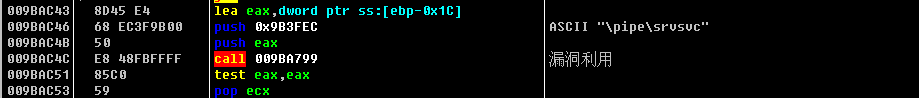 009BAC43 8D45 E4 lea eax,dword ptr ss:[ebp-0x1C]
009BAC46 68 EC3F9B00 push 0x9B3FEC ASCII "\pipe\srvsvc"
009BAC4B 50 push eax
009BAC4C E8 48FBFFFF call 009BA799 漏洞利用
009BAC51 85C0 test eax,eax
009BAC53 59 pop ecx